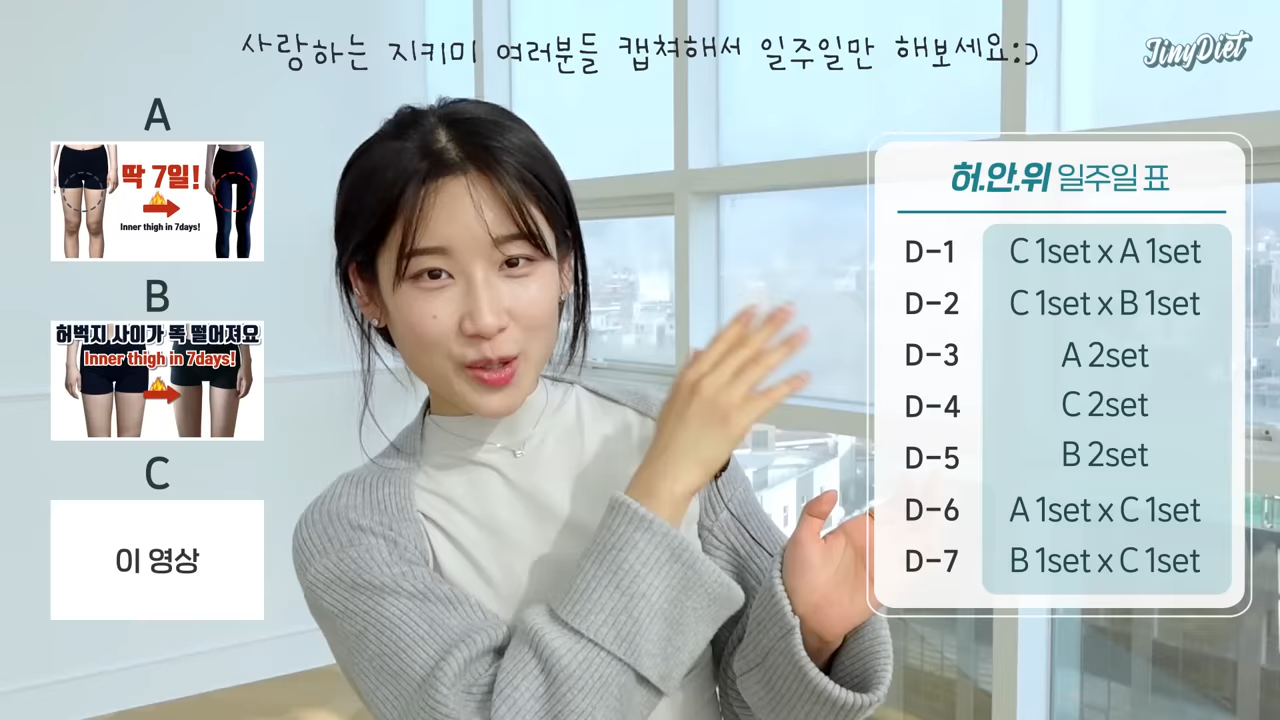 사랑하는 지키미 여러분들 캡쳐해서 일주일만 해보세요:)
JinyDiet
A
딱 7일!
Inner thigh in 7days!
B
허벅지 사이가 똑 떨어져요
Inner thigh in 7days!
C
이 영상
허.안.위 일주일 표
D-1 C 1set x A 1set
D-2 C 1set x B 1set
D-3 A 2set
D-4 C 2set
D-5 B 2set
D-6 A 1set x C 1set
D-7 B 1set x C 1set